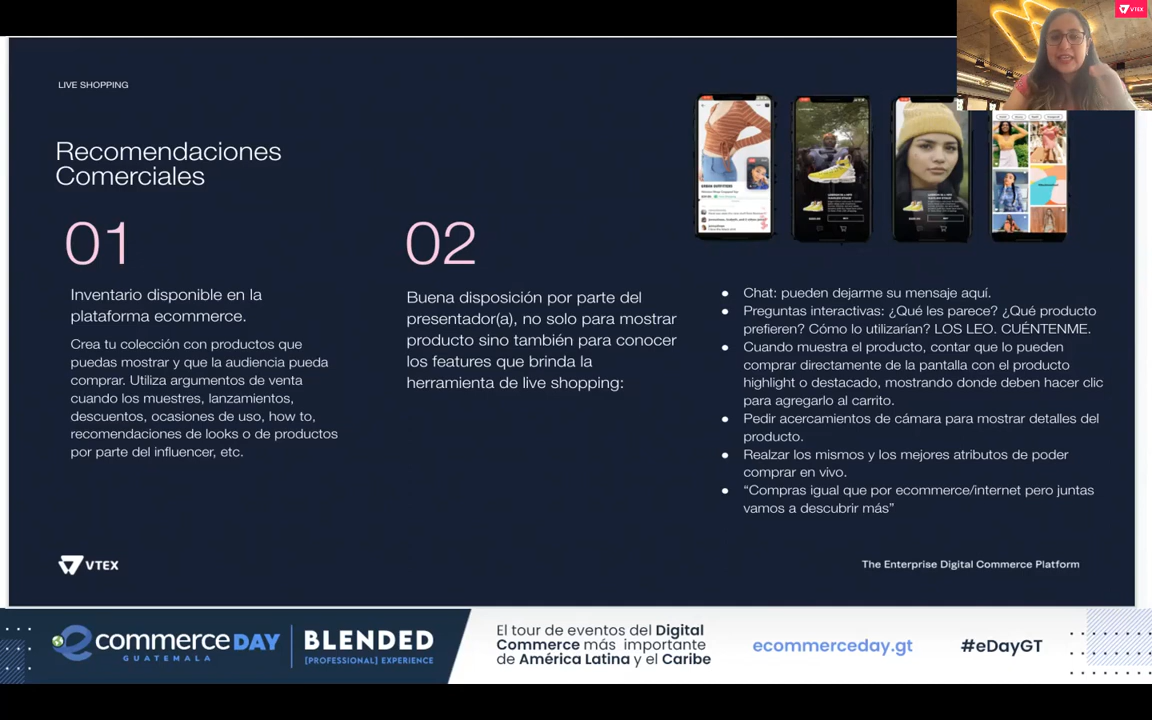 VTEX
LIVE SHOPPING
Recomendaciones
Comerciales
01
Inventario disponible en la
plataforma ecommerce.
Crea tu colección con productos que
puedas mostrar y que la audiencia pueda
comprar. Utiliza argumentos de venta
cuando los muestres, lanzamientos,
descuentos, ocasiones de uso, how to,
recomendaciones de looks o de productos
por parte del influencer, etc.
02
Buena disposición por parte del
presentador(a), no solo para mostrar
producto sino también para conocer
los features que brinda la
herramienta de live shopping:
● Chat: pueden dejarme su mensaje aquí.
● Preguntas interactivas: ¿Qué les parece? ¿Qué producto
prefieren? Cómo lo utilizarían? LOS LEO. CUÉNTENME.
● Cuando muestra el producto, contar que lo pueden
comprar directamente de la pantalla con el producto
highlight o destacado, mostrando donde deben hacer clic
para agregarlo al carrito.
● Pedir acercamientos de cámara para mostrar detalles del
producto.
● Realzar los mismos y los mejores atributos de poder
comprar en vivo.
● “Compras igual que por ecommerce/internet pero juntas
vamos a descubrir más”
VTEX
The Enterprise Digital Commerce Platform
ecommerce DAY
GUATEMALA
BLENDED
[PROFESSIONAL] EXPERIENCE
El tour de eventos del Digital
Commerce más importante
de América Latina y el Caribe
ecommerceday.gt
#eDayGT